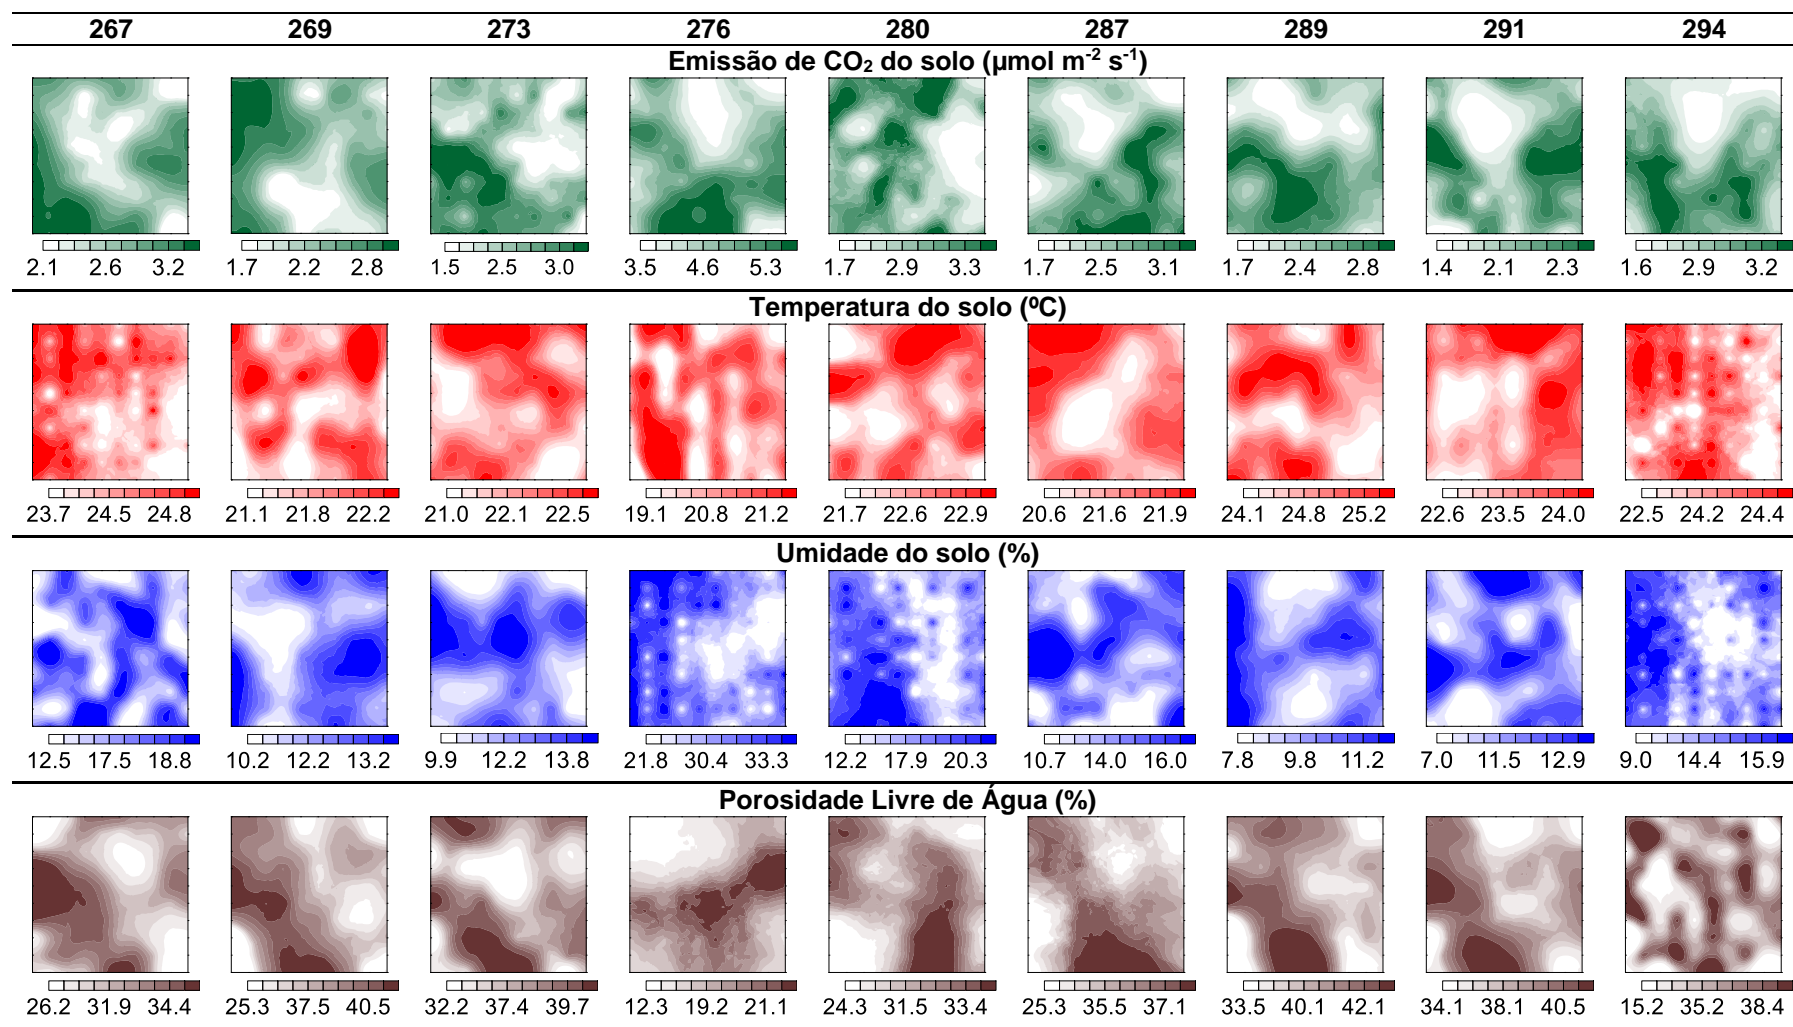 267 269 273 276 280 287 289 291 294
Emissão de CO₂ do solo (µmol m⁻² s⁻¹)
2.1 2.6 3.2 1.7 2.2 2.8 1.5 2.5 3.0 3.5 4.6 5.3 1.7 2.9 3.3 1.7 2.5 3.1 1.7 2.4 2.8 1.4 2.1 2.3 1.6 2.9 3.2
Temperatura do solo (ºC)
23.7 24.5 24.8 21.1 21.8 22.2 21.0 22.1 22.5 19.1 20.8 21.2 21.7 22.6 22.9 20.6 21.6 21.9 24.1 24.8 25.2 22.6 23.5 24.0 22.5 24.2 24.4
Umidade do solo (%)
12.5 17.5 18.8 10.2 12.2 13.2 9.9 12.2 13.8 21.8 30.4 33.3 12.2 17.9 20.3 10.7 14.0 16.0 7.8 9.8 11.2 7.0 11.5 12.9 9.0 14.4 15.9
Porosidade Livre de Água (%)
26.2 31.9 34.4 25.3 37.5 40.5 32.2 37.4 39.7 12.3 19.2 21.1 24.3 31.5 33.4 25.3 35.5 37.1 33.5 40.1 42.1 34.1 38.1 40.5 15.2 35.2 38.4